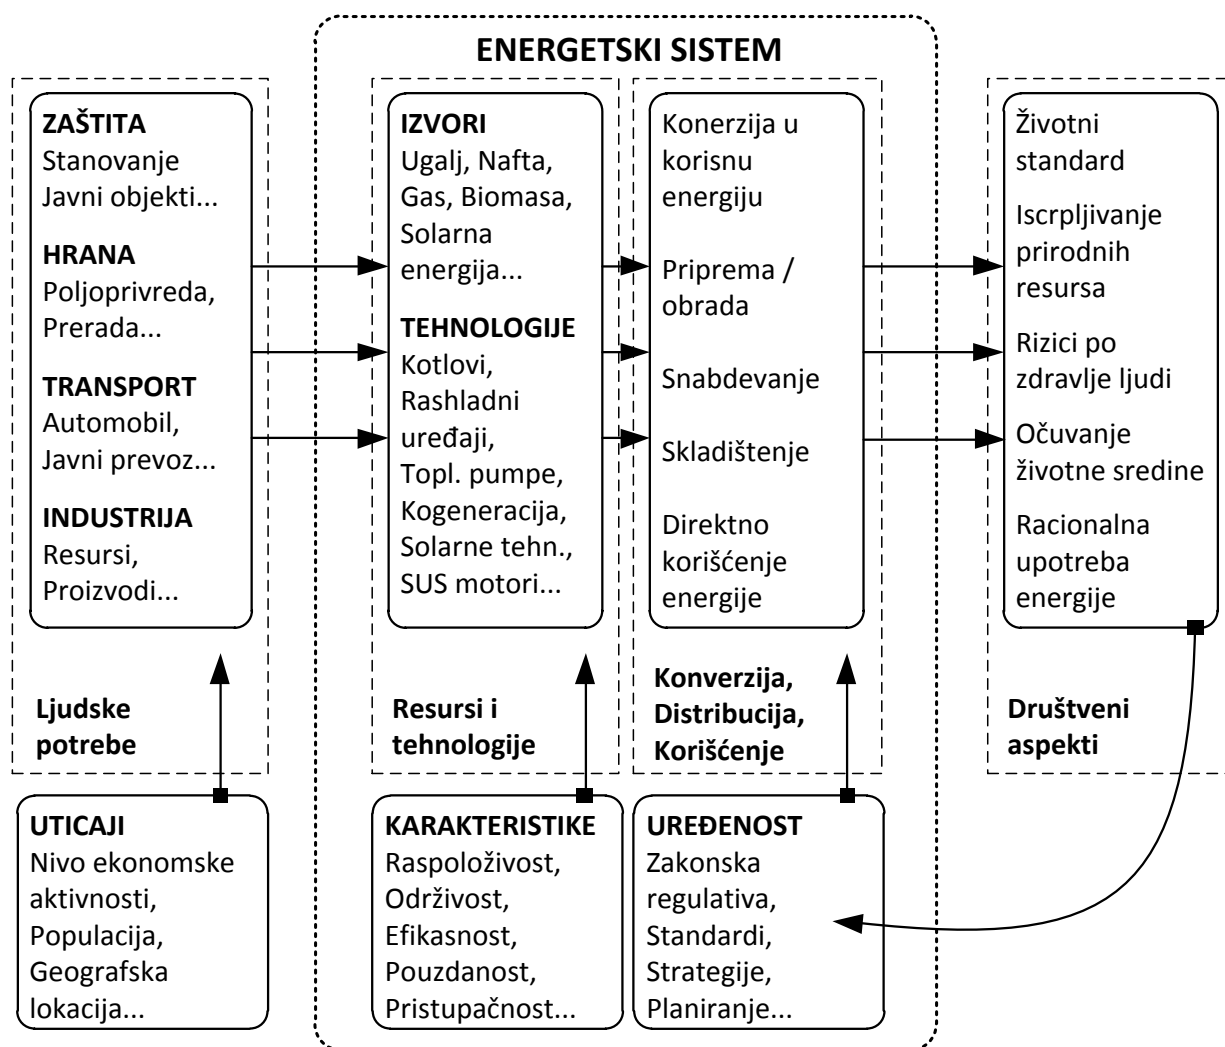 ENERGETSKI SISTEM
ZAŠTITA
Stanovanje
Javni objekti...
HRANA
Poljoprivreda,
Prerada...
TRANSPORT
Automobil,
Javni prevoz...
INDUSTRIJA
Resursi,
Proizvodi...
Ljudske
potrebe
IZVORI
Ugalj, Nafta,
Gas, Biomasa,
Solarna
energija...
TEHNOLOGIJE
Kotlovi,
Rashladni
uređaji,
Topl. pumpe,
Kogeneracija,
Solarne tehn.,
SUS motori...
Resursi i
tehnologije
Konerzija u
korisnu
energiju
Priprema /
obrada
Snabdevanje
Skladištenje
Direktno
korišćenje
energije
Konverzija,
Distribucija,
Korišćenje
Životni
standard
Iscrpljivanje
prirodnih
resursa
Rizici po
zdravlje ljudi
Očuvanje
životne sredine
Racionalna
upotreba
energije
Društveni
aspekti
UTICAJI
Nivo ekonomske
aktivnosti,
Populacija,
Geografska
lokacija...
KARAKTERISTIKE
Raspoloživost,
Održivost,
Efikasnost,
Pouzdanost,
Pristupačnost...
UREĐENOST
Zakonska
regulativa,
Standardi,
Strategije,
Planiranje...